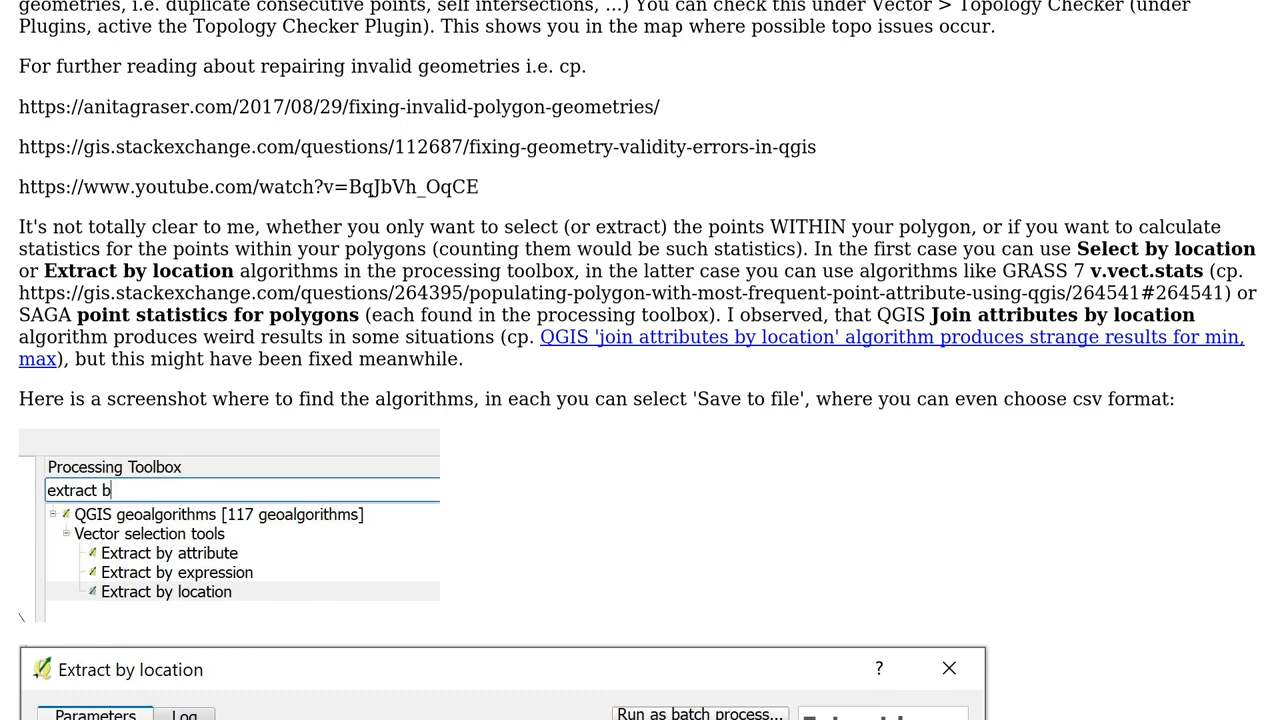 geometries, i.e. duplicate consecutive points, self intersections, ...) You can check this under Vector > Topology Checker (under
Plugins, active the Topology Checker Plugin). This shows you in the map where possible topo issues occur.
For further reading about repairing invalid geometries i.e. cp.
https://anitagraser.com/2017/08/29/fixing-invalid-polygon-geometries/
https://gis.stackexchange.com/questions/112687/fixing-geometry-validity-errors-in-qgis
https://www.youtube.com/watch?v=BqJbVh_OqCE
It's not totally clear to me, whether you only want to select (or extract) the points WITHIN your polygon, or if you want to calculate
statistics for the points within your polygons (counting them would be such statistics). In the first case you can use Select by location
or Extract by location algorithms in the processing toolbox, in the latter case you can use algorithms like GRASS 7 v.vect.stats (cp.
https://gis.stackexchange.com/questions/264395/populating-polygon-with-most-frequent-point-attribute-using-qgis/264541#264541) or
SAGA point statistics for polygons (each found in the processing toolbox). I observed, that QGIS Join attributes by location
algorithm produces weird results in some situations (cp. QGIS 'join attributes by location' algorithm produces strange results for min,
max), but this might have been fixed meanwhile.
Here is a screenshot where to find the algorithms, in each you can select 'Save to file', where you can even choose csv format:
Processing Toolbox
extract b
QGIS geoalgorithms [117 geoalgorithms]
Vector selection tools
Extract by attribute
Extract by expression
Extract by location
Extract by location ?
Parameters Log Run as batch process...